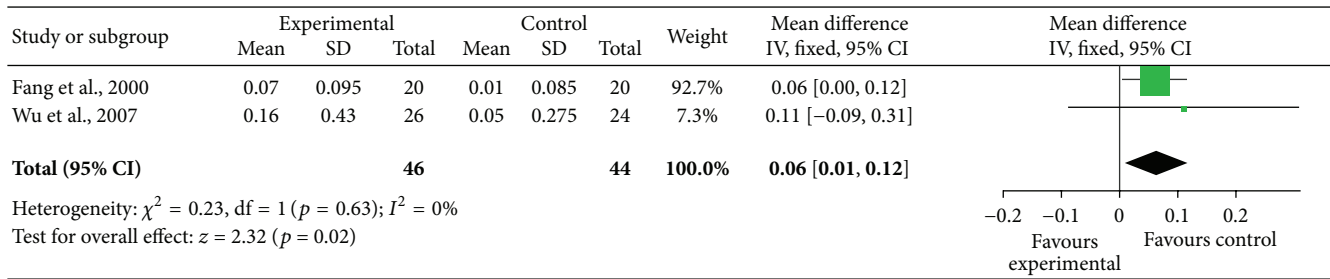 Study or subgroup Experimental Control Weight Mean difference Mean difference
Mean SD Total Mean SD Total IV, fixed, 95% CI IV, fixed, 95% CI
Fang et al., 2000 0.07 0.095 20 0.01 0.085 20 92.7% 0.06 [0.00, 0.12]
Wu et al., 2007 0.16 0.43 26 0.05 0.275 24 7.3% 0.11 [−0.09, 0.31]
Total (95% CI) 46 44 100.0% 0.06 [0.01, 0.12]
Heterogeneity: χ² = 0.23, df = 1 (p = 0.63); I² = 0%
Test for overall effect: z = 2.32 (p = 0.02)
−0.2 −0.1 0 0.1 0.2
Favours experimental Favours control